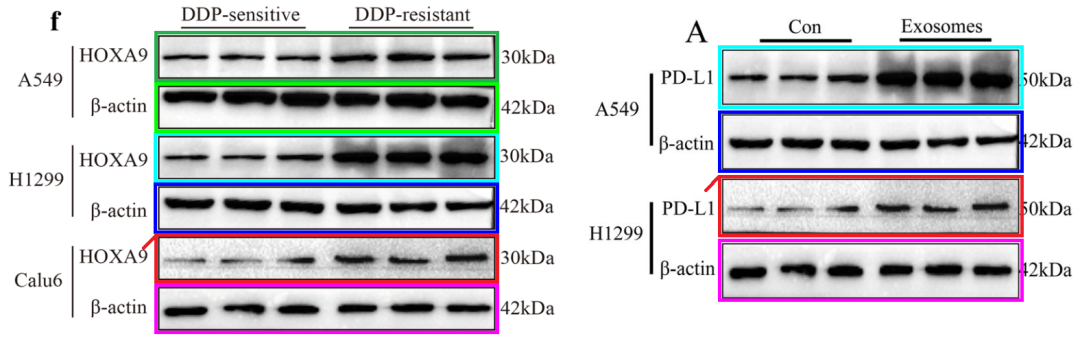 f
DDP-sensitive DDP-resistant
A549
HOXA9 30kDa
β-actin 42kDa
H1299
HOXA9 30kDa
β-actin 42kDa
Calu6
HOXA9 30kDa
β-actin 42kDa
A
Con Exosomes
A549
PD-L1 50kDa
β-actin 42kDa
H1299
PD-L1 50kDa
β-actin 42kDa